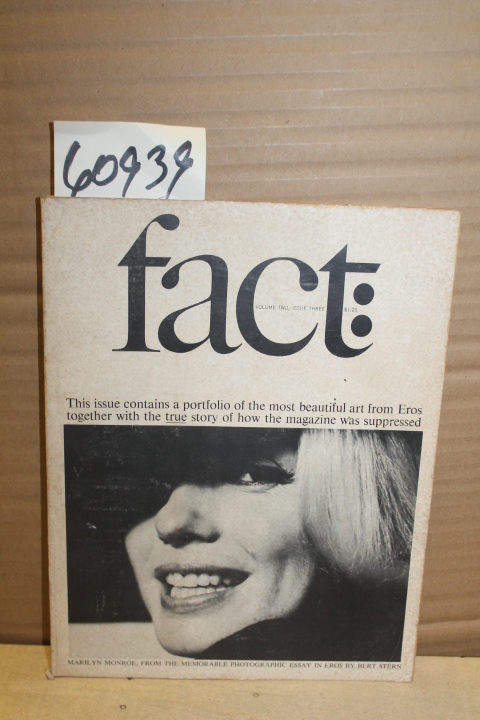 60939
fact:
VOLUME TWO, ISSUE THREE $1.25
This issue contains a portfolio of the most beautiful art from Eros
together with the true story of how the magazine was suppressed
MARILYN MONROE, FROM THE MEMORABLE PHOTOGRAPHIC ESSAY IN EROS BY BERT STERN